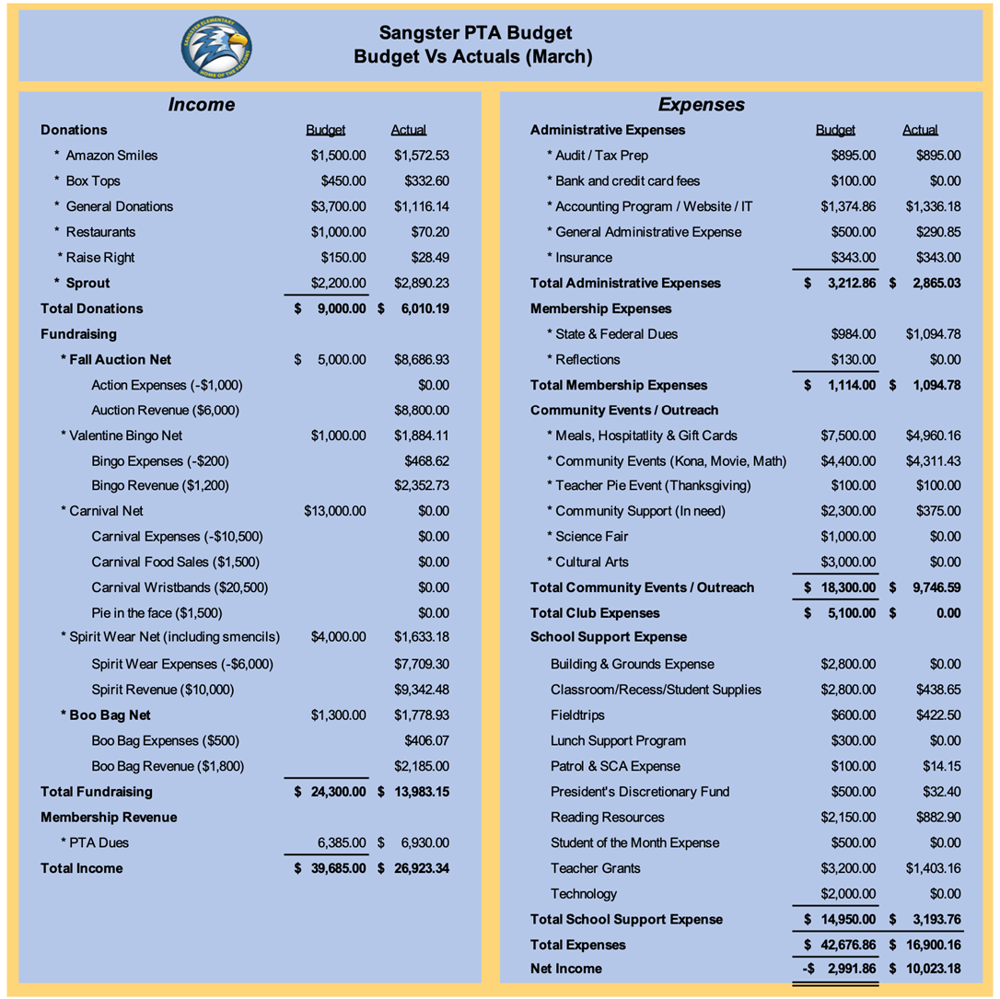 SANGSTER ELEMENTARY
HOME OF THE FALCONS
Sangster PTA Budget
Budget Vs Actuals (March)
Income
Donations Budget Actual
* Amazon Smiles $1,500.00 $1,572.53
* Box Tops $450.00 $332.60
* General Donations $3,700.00 $1,116.14
* Restaurants $1,000.00 $70.20
* Raise Right $150.00 $28.49
* Sprout $2,200.00 $2,890.23
Total Donations $ 9,000.00 $ 6,010.19
Fundraising
* Fall Auction Net $ 5,000.00 $8,686.93
Action Expenses (-$1,000) $0.00
Auction Revenue ($6,000) $8,800.00
* Valentine Bingo Net $1,000.00 $1,884.11
Bingo Expenses (-$200) $468.62
Bingo Revenue ($1,200) $2,352.73
* Carnival Net $13,000.00 $0.00
Carnival Expenses (-$10,500) $0.00
Carnival Food Sales ($1,500) $0.00
Carnival Wristbands ($20,500) $0.00
Pie in the face ($1,500) $0.00
* Spirit Wear Net (including smencils) $4,000.00 $1,633.18
Spirit Wear Expenses (-$6,000) $7,709.30
Spirit Revenue ($10,000) $9,342.48
* Boo Bag Net $1,300.00 $1,778.93
Boo Bag Expenses ($500) $406.07
Boo Bag Revenue ($1,800) $2,185.00
Total Fundraising $ 24,300.00 $ 13,983.15
Membership Revenue
* PTA Dues 6,385.00 $ 6,930.00
Total Income $ 39,685.00 $ 26,923.34
Expenses
Administrative Expenses Budget Actual
* Audit / Tax Prep $895.00 $895.00
* Bank and credit card fees $100.00 $0.00
* Accounting Program / Website / IT $1,374.86 $1,336.18
* General Administrative Expense $500.00 $290.85
* Insurance $343.00 $343.00
Total Administrative Expenses $ 3,212.86 $ 2,865.03
Membership Expenses
* State & Federal Dues $984.00 $1,094.78
* Reflections $130.00 $0.00
Total Membership Expenses $ 1,114.00 $ 1,094.78
Community Events / Outreach
* Meals, Hospitatlity & Gift Cards $7,500.00 $4,960.16
* Community Events (Kona, Movie, Math) $4,400.00 $4,311.43
* Teacher Pie Event (Thanksgiving) $100.00 $100.00
* Community Support (In need) $2,300.00 $375.00
* Science Fair $1,000.00 $0.00
* Cultural Arts $3,000.00 $0.00
Total Community Events / Outreach $ 18,300.00 $ 9,746.59
Total Club Expenses $ 5,100.00 $ 0.00
School Support Expense
Building & Grounds Expense $2,800.00 $0.00
Classroom/Recess/Student Supplies $2,800.00 $438.65
Fieldtrips $600.00 $422.50
Lunch Support Program $300.00 $0.00
Patrol & SCA Expense $100.00 $14.15
President's Discretionary Fund $500.00 $32.40
Reading Resources $2,150.00 $882.90
Student of the Month Expense $500.00 $0.00
Teacher Grants $3,200.00 $1,403.16
Technology $2,000.00 $0.00
Total School Support Expense $ 14,950.00 $ 3,193.76
Total Expenses $ 42,676.86 $ 16,900.16
Net Income -$ 2,991.86 $ 10,023.18